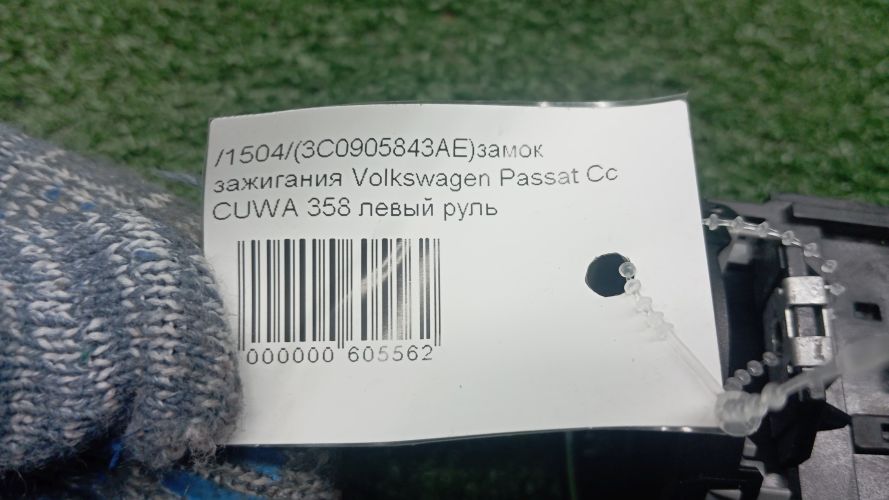 /1504/(3C0905843AE)замок
зажигания Volkswagen Passat Cc
CUWA 358 левый руль
000000 605562